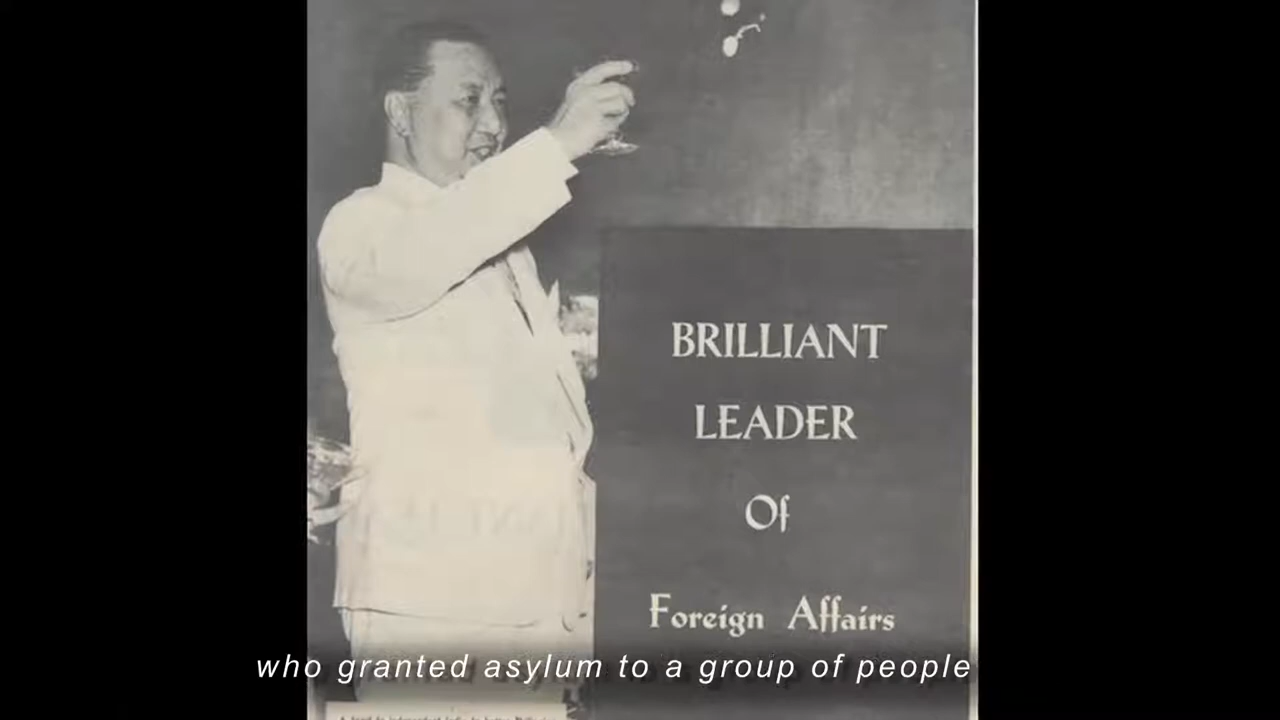 BRILLIANT
LEADER
Of
Foreign Affairs
who granted asylum to a group of people